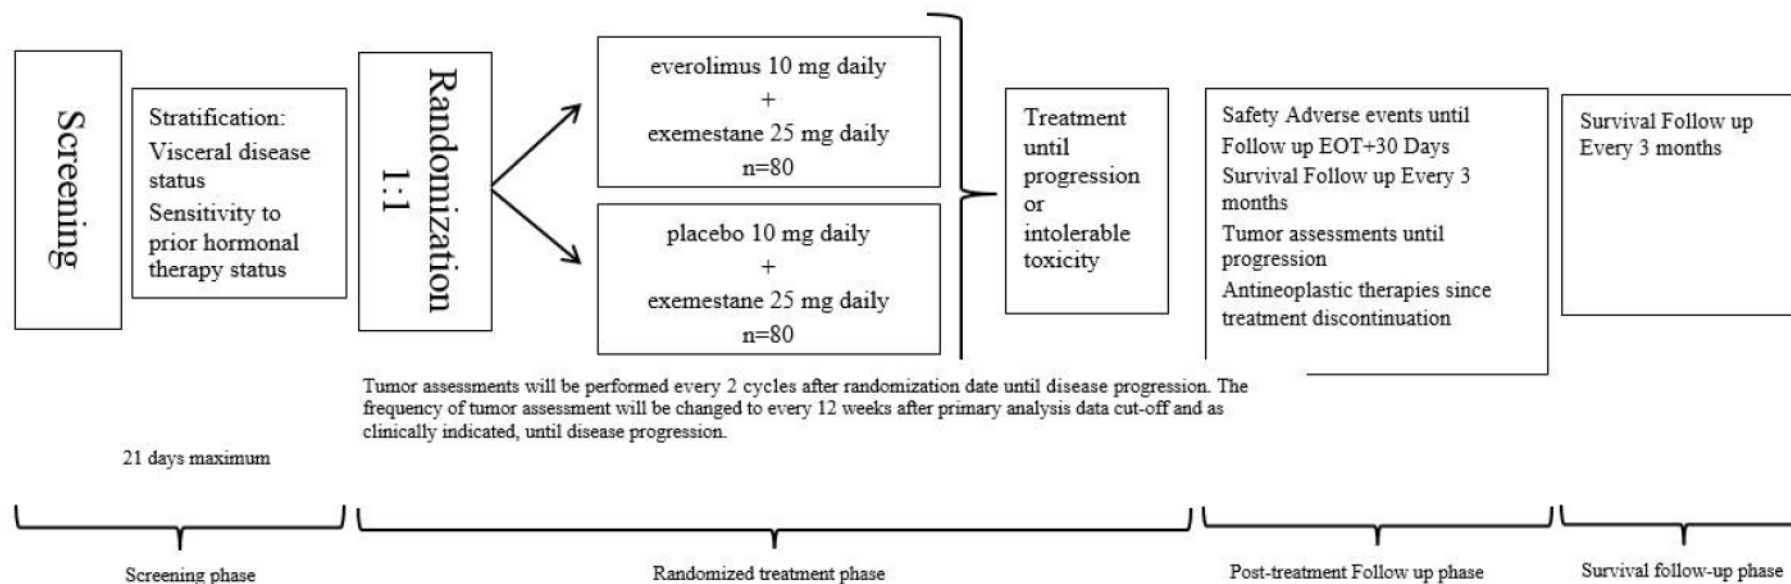 Screening
Stratification:
Visceral disease
status
Sensitivity to
prior hormonal
therapy status
Randomization
1:1
everolimus 10 mg daily
+
exemestane 25 mg daily
n=80
placebo 10 mg daily
+
exemestane 25 mg daily
n=80
Treatment
until
progression
or
intolerable
toxicity
Safety Adverse events until
Follow up EOT+30 Days
Survival Follow up Every 3
months
Tumor assessments until
progression
Antineoplastic therapies since
treatment discontinuation
Survival Follow up
Every 3 months
Tumor assessments will be performed every 2 cycles after randomization date until disease progression. The
frequency of tumor assessment will be changed to every 12 weeks after primary analysis data cut-off and as
clinically indicated, until disease progression.
21 days maximum
Screening phase
Randomized treatment phase
Post-treatment Follow up phase
Survival follow-up phase